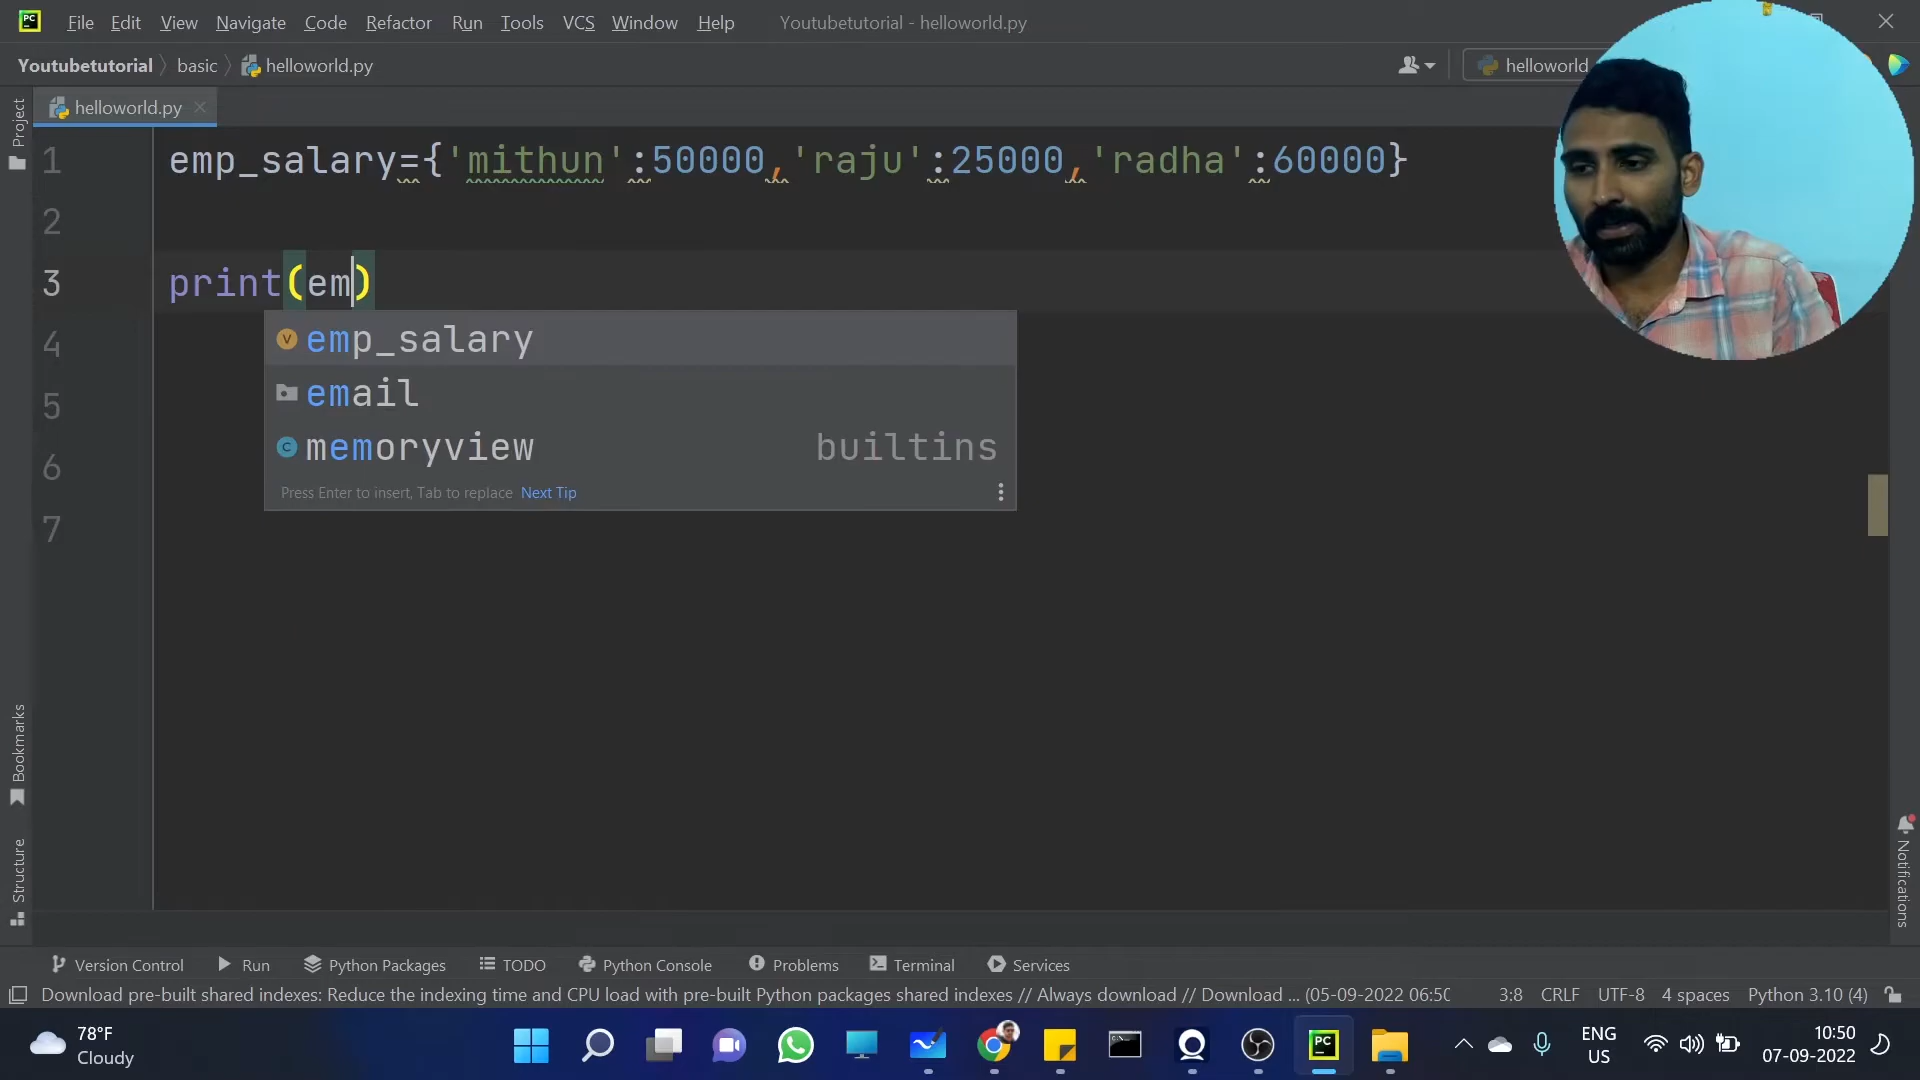 PC File Edit View Navigate Code Refactor Run Tools VCS Window Help Youtubetutorial - helloworld.py
Youtubetutorial basic helloworld.py helloworld
helloworld.py
Project
1 emp_salary={'mithun':50000,'raju':25000,'radha':60000}
2
3 print(em)
4
5
6
7
V emp_salary
email
C memoryview builtins
Press Enter to insert, Tab to replace Next Tip
Bookmarks
Structure
Notifications
Version Control Run Python Packages TODO Python Console Problems Terminal Services
Download pre-built shared indexes: Reduce the indexing time and CPU load with pre-built Python packages shared indexes // Always download // Download ... (05-09-2022 06:50 3:8 CRLF UTF-8 4 spaces Python 3.10 (4)
78°F
Cloudy
PC
ENG
US
10:50
07-09-2022